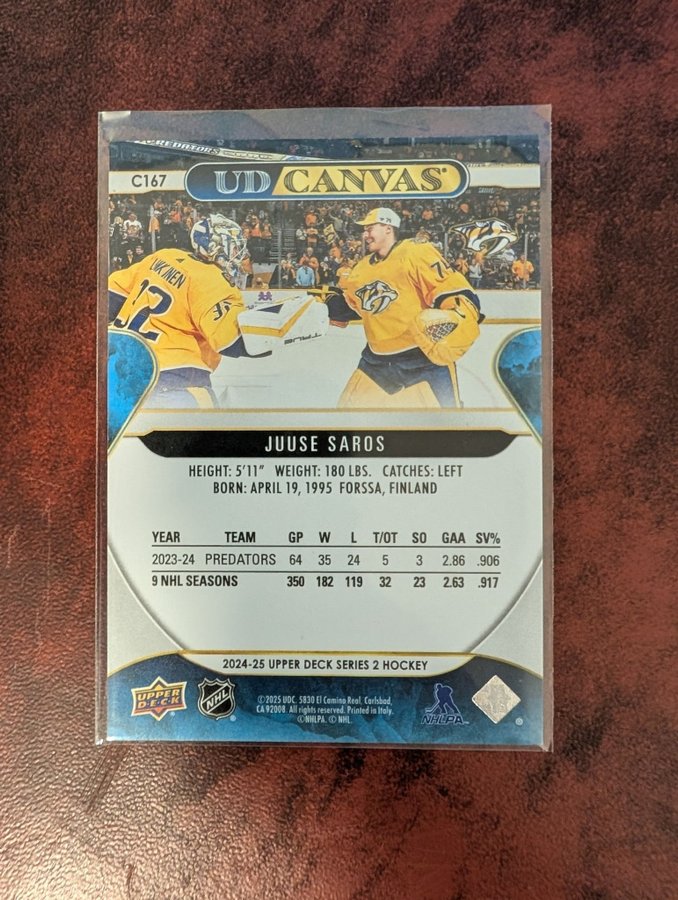 PREDATORS
C167
UD CANVAS
32
7
JUUSE SAROS
HEIGHT: 5'11" WEIGHT: 180 LBS. CATCHES: LEFT
BORN: APRIL 19, 1995 FORSSA, FINLAND
YEAR TEAM GP W L T/OT SO GAA SV%
2023-24 PREDATORS 64 35 24 5 3 2.86 .906
9 NHL SEASONS 350 182 119 32 23 2.63 .917
2024-25 UPPER DECK SERIES 2 HOCKEY
UPPER DECK
NHL
©2025 UDC. 5830 El Camino Real, Carlsbad,
CA 92008. All rights reserved. Printed in Italy.
©NHLPA. © NHL.
NHLPA
®